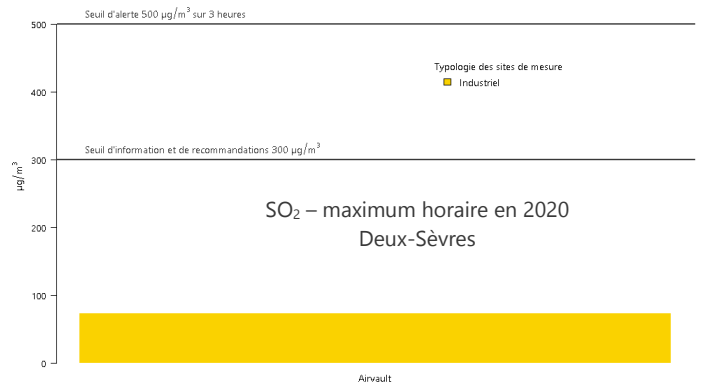 Seuil d'alerte 500 µg/m³ sur 3 heures
500
Typologie des sites de mesure
Industriel
400
Seuil d'information et de recommandations 300 µg/m³
300
µg/m³
SO₂ – maximum horaire en 2020
Deux-Sèvres
200
100
0
Airvault